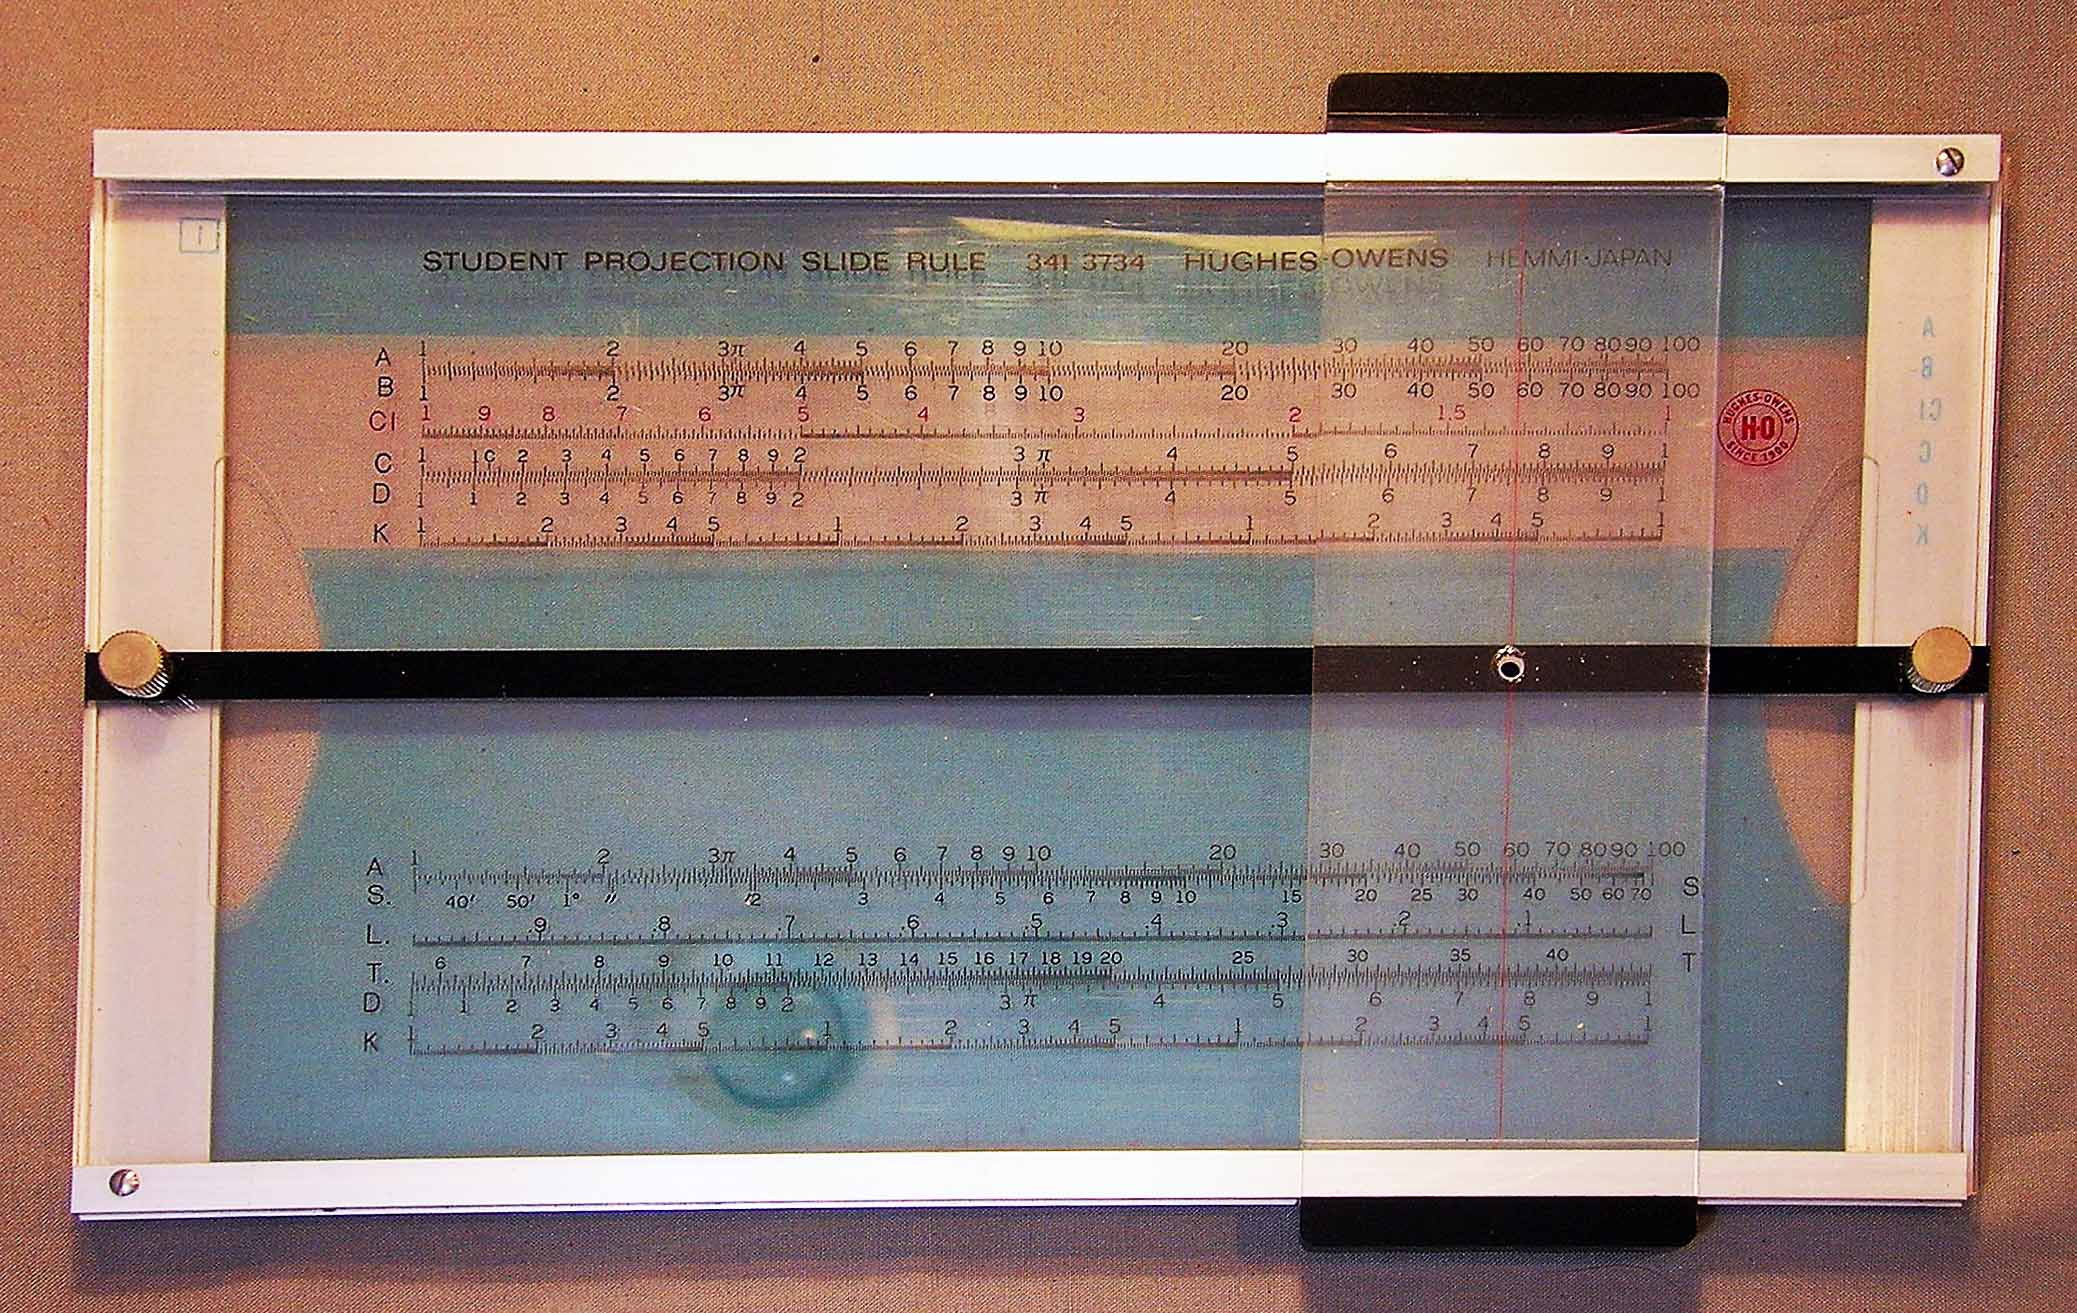 STUDENT PROJECTION SLIDE RULE 341 3734 HUGHES-OWENS HEMMI·JAPAN
1
A 1 2 3 π 4 5 6 7 8 9 10 20 30 40 50 60 70 80 90 100
B 1 2 3 π 4 5 6 7 8 9 10 20 30 40 50 60 70 80 90 100
CI 1 9 8 7 6 5 4 3 2 1.5 1
C 1 1 C 2 3 4 5 6 7 8 9 2 3 π 4 5 6 7 8 9 1
D 1 1 2 3 4 5 6 7 8 9 2 3 π 4 5 6 7 8 9 1
K 1 2 3 4 5 1 2 3 4 5 1 2 3 4 5 1
HUGHES-OWENS
H-O
SINCE 1900
A
B
CI
C
D
K
A 1 2 3 π 4 5 6 7 8 9 10 20 30 40 50 60 70 80 90 100
S. 40′ 50′ 1° ″ ′2 3 4 5 6 7 8 9 10 15 20 25 30 40 50 60 70 S
L. .9 .8 .7 .6 .5 .4 .3 .2 .1 L
T. 6 7 8 9 10 11 12 13 14 15 16 17 18 19 20 25 30 35 40 T
D 1 1 2 3 4 5 6 7 8 9 2 3 π 4 5 6 7 8 9 1
K 1 2 3 4 5 1 2 3 4 5 1 2 3 4 5 1